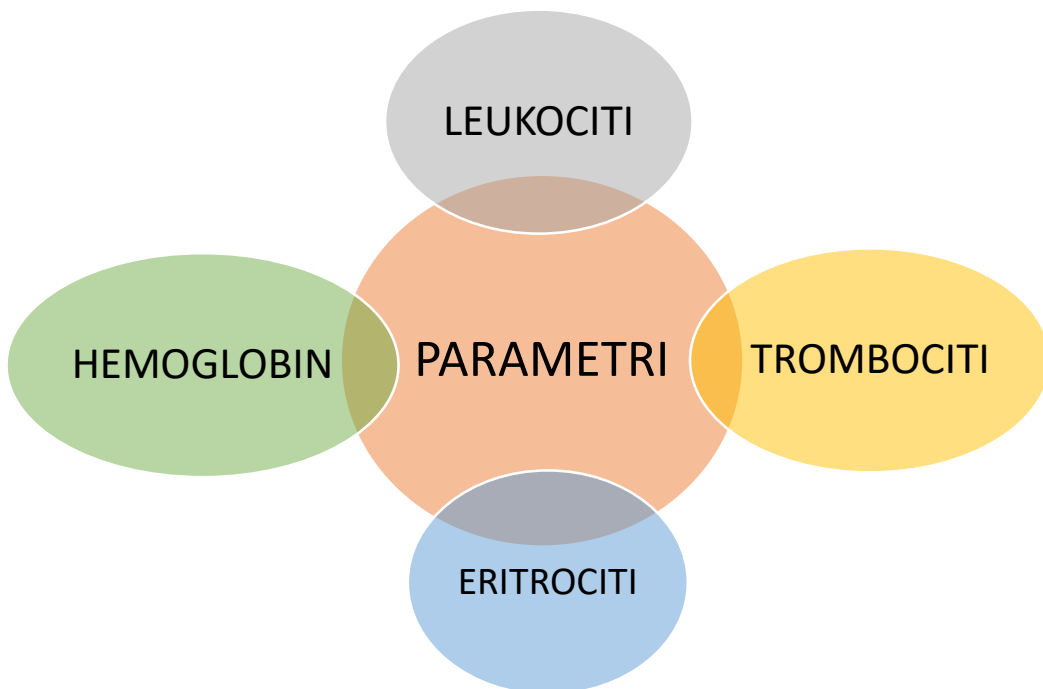 LEUKOCITI
HEMOGLOBIN
PARAMETRI
TROMBOCITI
ERITROCITI